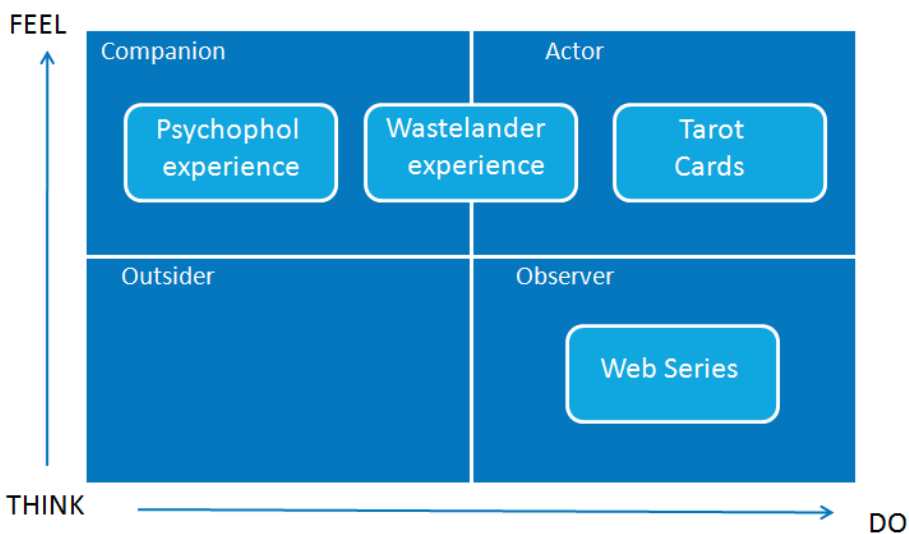 FEEL
Companion
Actor
Psychophol
experience
Wastelander
experience
Tarot
Cards
Outsider
Observer
Web Series
THINK
DO